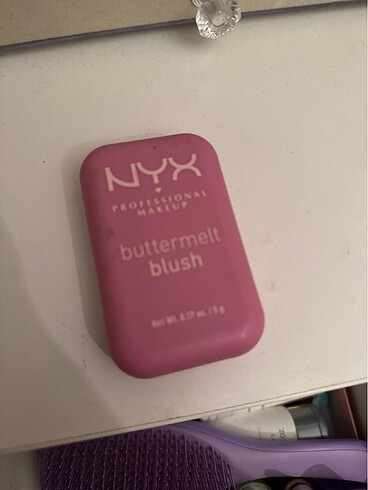 NYX
PROFESSIONAL
MAKEUP
buttermelt
blush
Net Wt. 0.17 oz. / 5 g